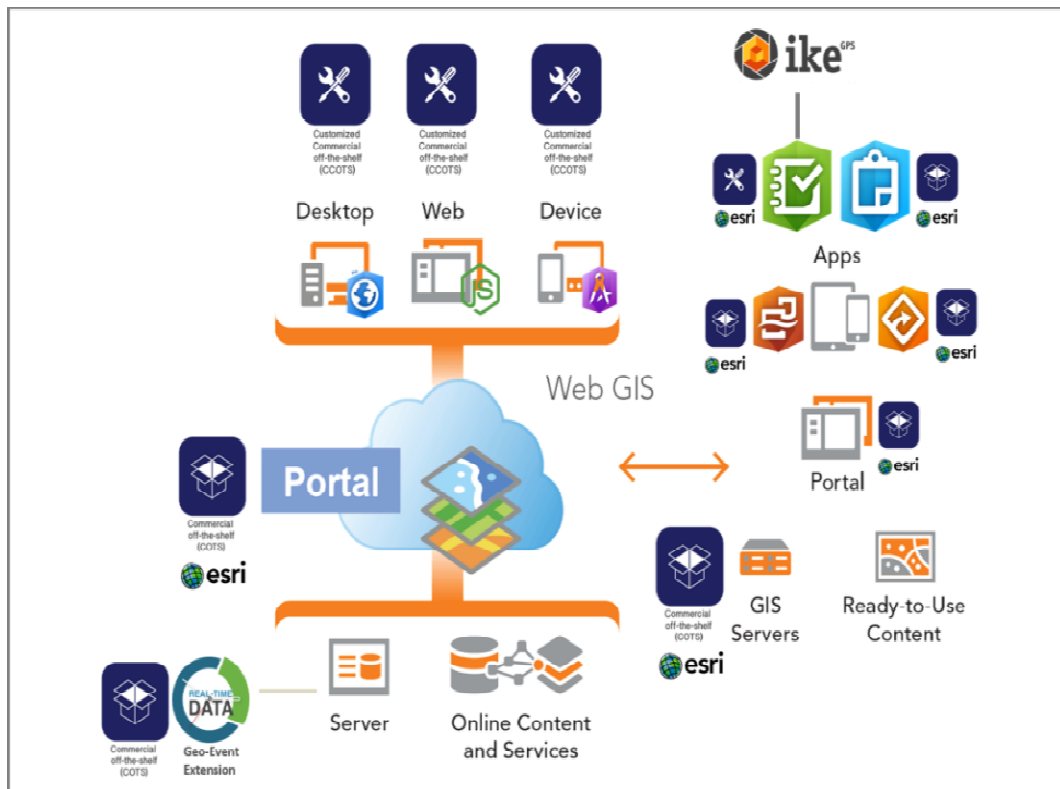 ike GPS
Customized
Commercial
off-the-shelf
(CCOTS)
Customized
Commercial
off-the-shelf
(CCOTS)
Customized
Commercial
off-the-shelf
(CCOTS)
Desktop
Web
Device
esri
esri
Apps
JS
esri
esri
Web GIS
Portal
Commercial
off-the-shelf
(COTS)
esri
Portal
esri
Commercial
off-the-shelf
(COTS)
esri
GIS
Servers
Ready-to-Use
Content
Commercial
off-the-shelf
(COTS)
REAL-TIME
DATA
Geo-Event
Extension
Server
Online Content
and Services